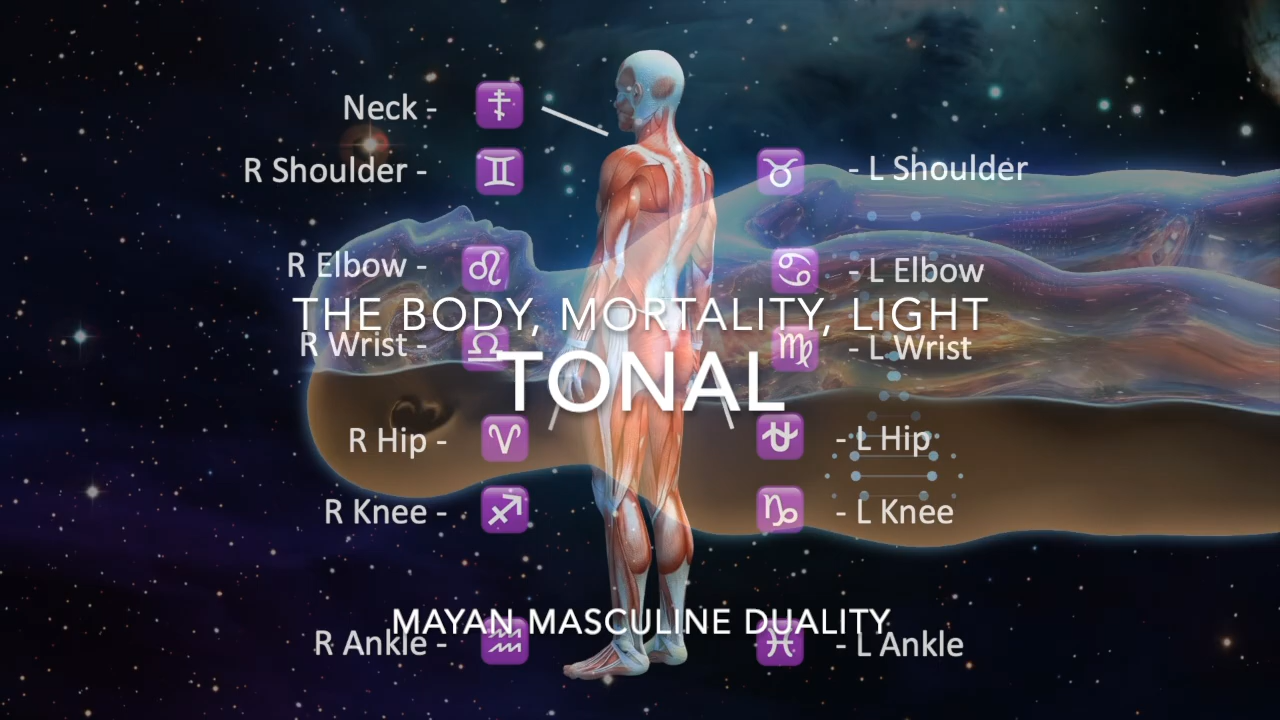 Neck - ☦
R Shoulder - ♊ ♉ - L Shoulder
R Elbow - ♌ ♋ - L Elbow
THE BODY, MORTALITY, LIGHT
R Wrist - ♎ ♍ - L Wrist
TONAL
R Hip - ♈ ⛎ - L Hip
R Knee - ♐ ♑ - L Knee
MAYAN MASCULINE DUALITY
R Ankle - ♒ ♓ - L Ankle